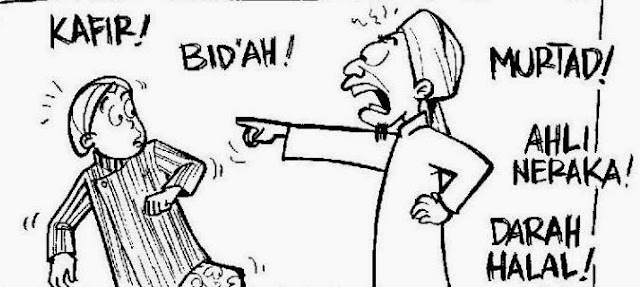 KAFIR!
BID'AH!
MURTAD!
AHLI
NERAKA!
DARAH
HALAL!